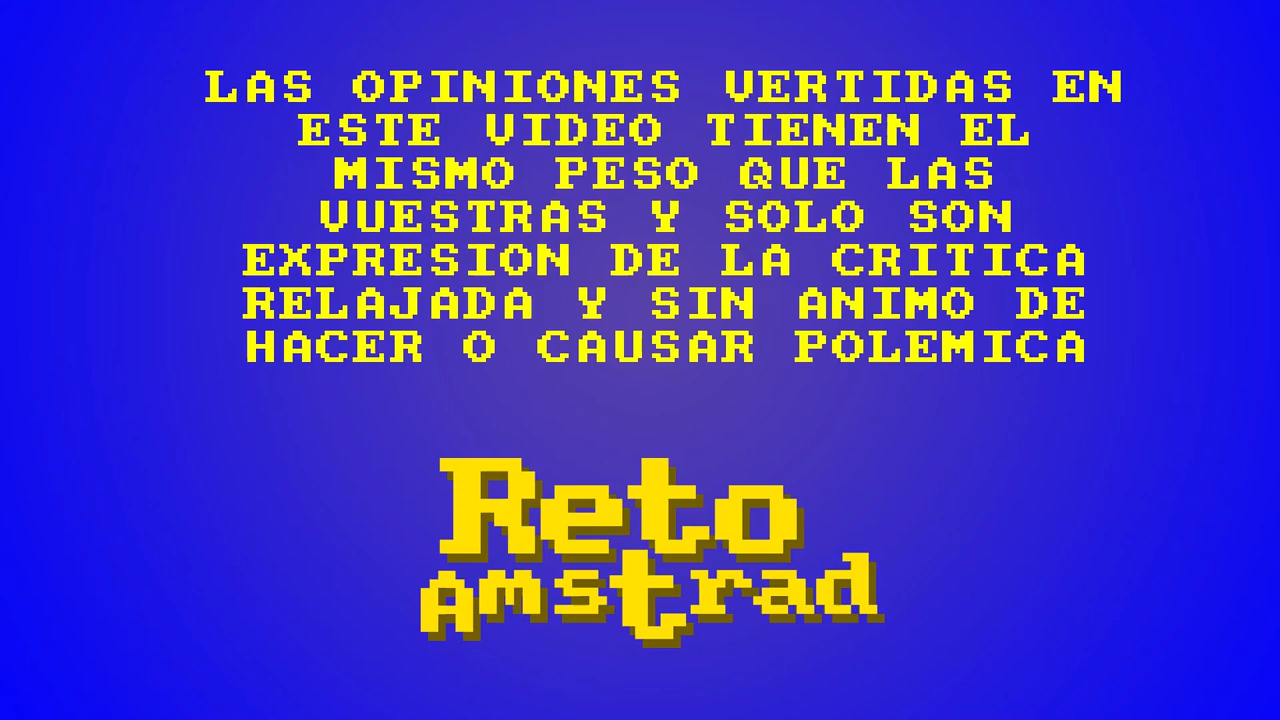 LAS OPINIONES VERTIDAS EN
ESTE VIDEO TIENEN EL
MISMO PESO QUE LAS
VUESTRAS Y SOLO SON
EXPRESION DE LA CRITICA
RELAJADA Y SIN ANIMO DE
HACER O CAUSAR POLEMICA
Reto
Amstrad